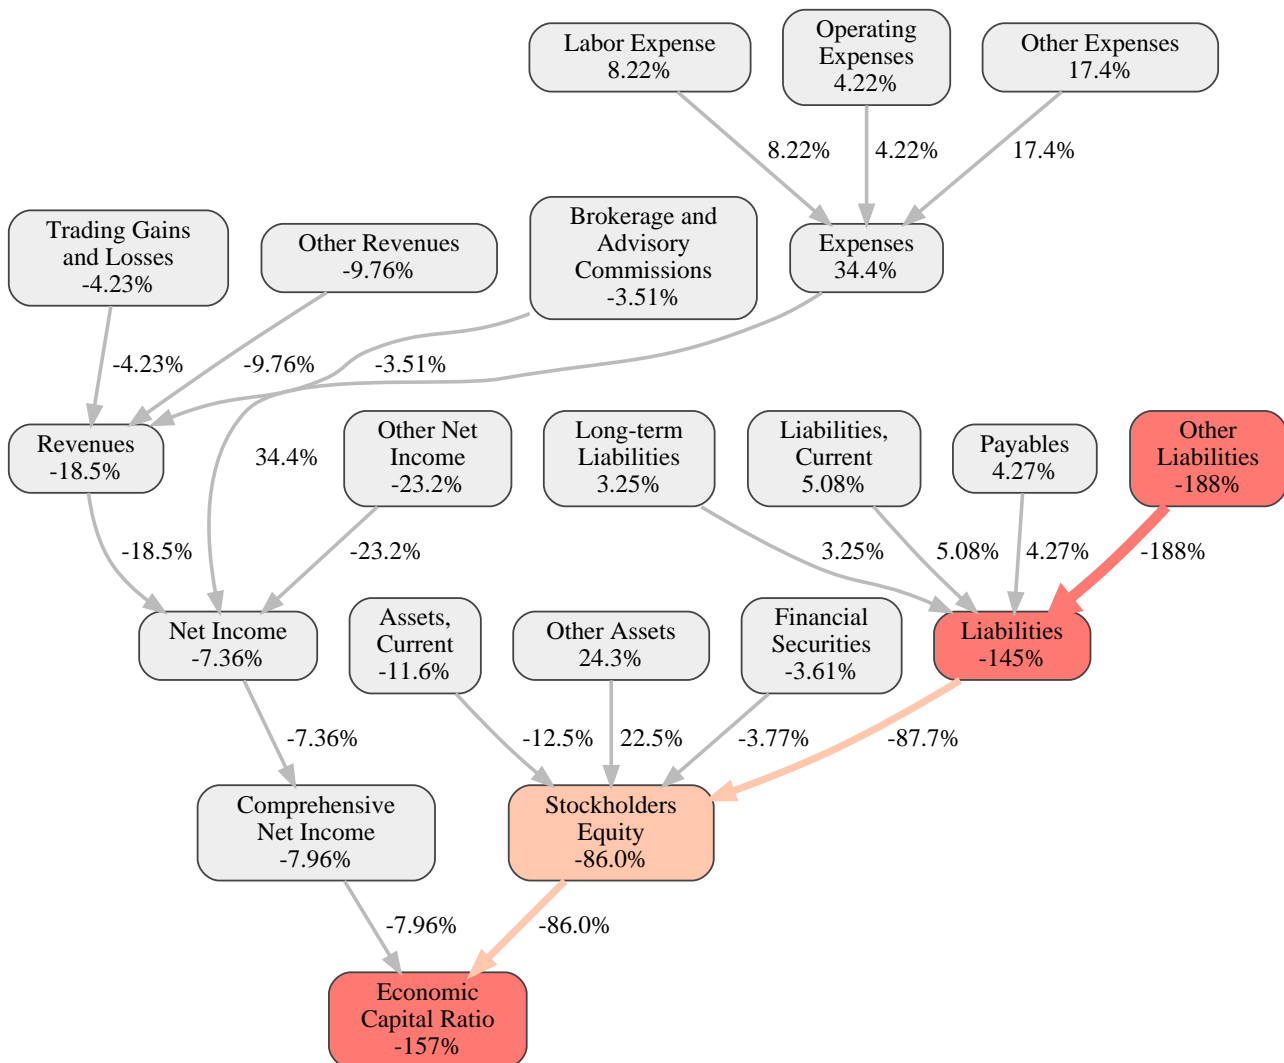 Labor Expense
8.22%
Operating
Expenses
4.22%
Other Expenses
17.4%
8.22%
4.22%
17.4%
Trading Gains
and Losses
-4.23%
Other Revenues
-9.76%
Brokerage and
Advisory
Commissions
-3.51%
Expenses
34.4%
-4.23%
-9.76%
-3.51%
Revenues
-18.5%
34.4%
Other Net
Income
-23.2%
Long-term
Liabilities
3.25%
Liabilities,
Current
5.08%
Payables
4.27%
Other
Liabilities
-188%
-18.5%
-23.2%
3.25%
5.08%
4.27%
-188%
Net Income
-7.36%
Assets,
Current
-11.6%
Other Assets
24.3%
Financial
Securities
-3.61%
Liabilities
-145%
-7.36%
-12.5%
22.5%
-3.77%
-87.7%
Comprehensive
Net Income
-7.96%
Stockholders
Equity
-86.0%
-7.96%
-86.0%
Economic
Capital Ratio
-157%